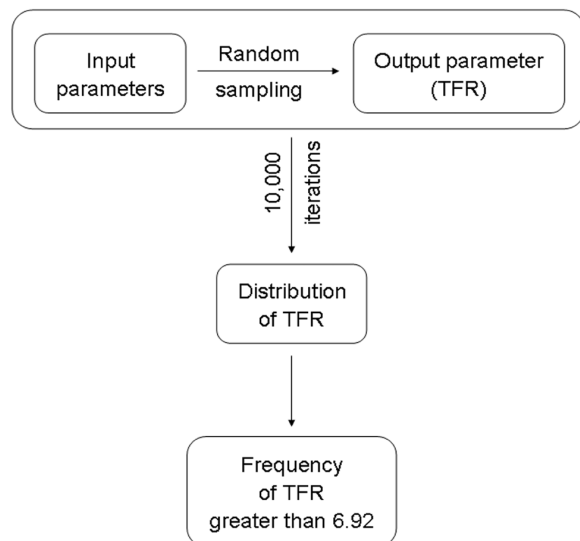 Input
parameters
Random
sampling
Output parameter
(TFR)
10,000
iterations
Distribution
of TFR
Frequency
of TFR
greater than 6.92